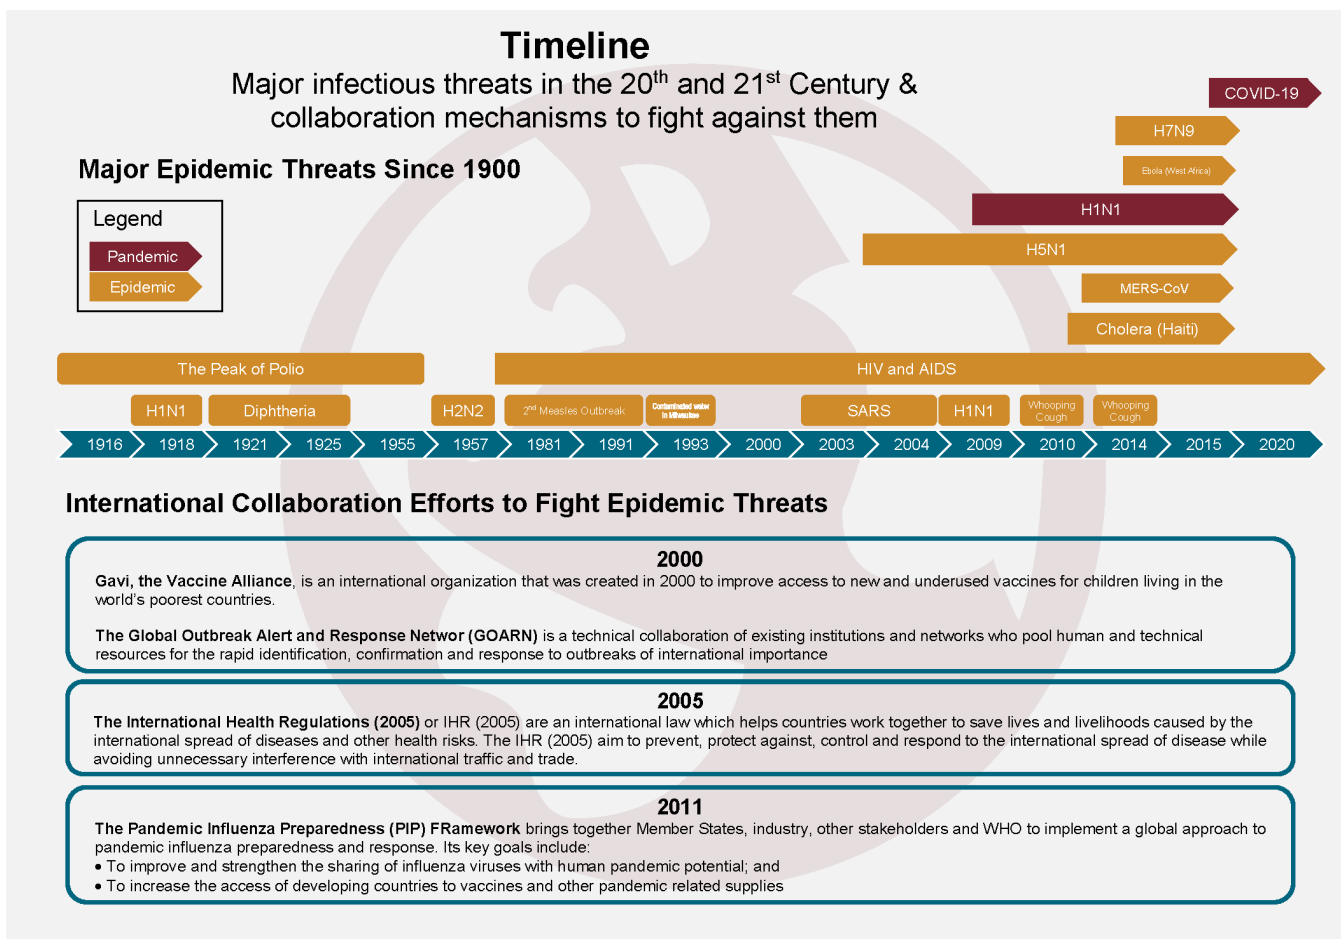 Timeline
Major infectious threats in the 20th and 21st Century &
collaboration mechanisms to fight against them
Major Epidemic Threats Since 1900
Legend
Pandemic
Epidemic
COVID-19
H7N9
Ebola (West Africa)
H1N1
H5N1
MERS-CoV
Cholera (Haiti)
The Peak of Polio
HIV and AIDS
H1N1
Diphtheria
H2N2
2nd Measles Outbreak
Contaminated water
in Milwaukee
SARS
H1N1
Whooping
Cough
Whooping
Cough
1916 1918 1921 1925 1955 1957 1981 1991 1993 2000 2003 2004 2009 2010 2014 2015 2020
International Collaboration Efforts to Fight Epidemic Threats
2000
Gavi, the Vaccine Alliance, is an international organization that was created in 2000 to improve access to new and underused vaccines for children living in the
world's poorest countries.
The Global Outbreak Alert and Response Networ (GOARN) is a technical collaboration of existing institutions and networks who pool human and technical
resources for the rapid identification, confirmation and response to outbreaks of international importance
2005
The International Health Regulations (2005) or IHR (2005) are an international law which helps countries work together to save lives and livelihoods caused by the
international spread of diseases and other health risks. The IHR (2005) aim to prevent, protect against, control and respond to the international spread of disease while
avoiding unnecessary interference with international traffic and trade.
2011
The Pandemic Influenza Preparedness (PIP) FRamework brings together Member States, industry, other stakeholders and WHO to implement a global approach to
pandemic influenza preparedness and response. Its key goals include:
• To improve and strengthen the sharing of influenza viruses with human pandemic potential; and
• To increase the access of developing countries to vaccines and other pandemic related supplies